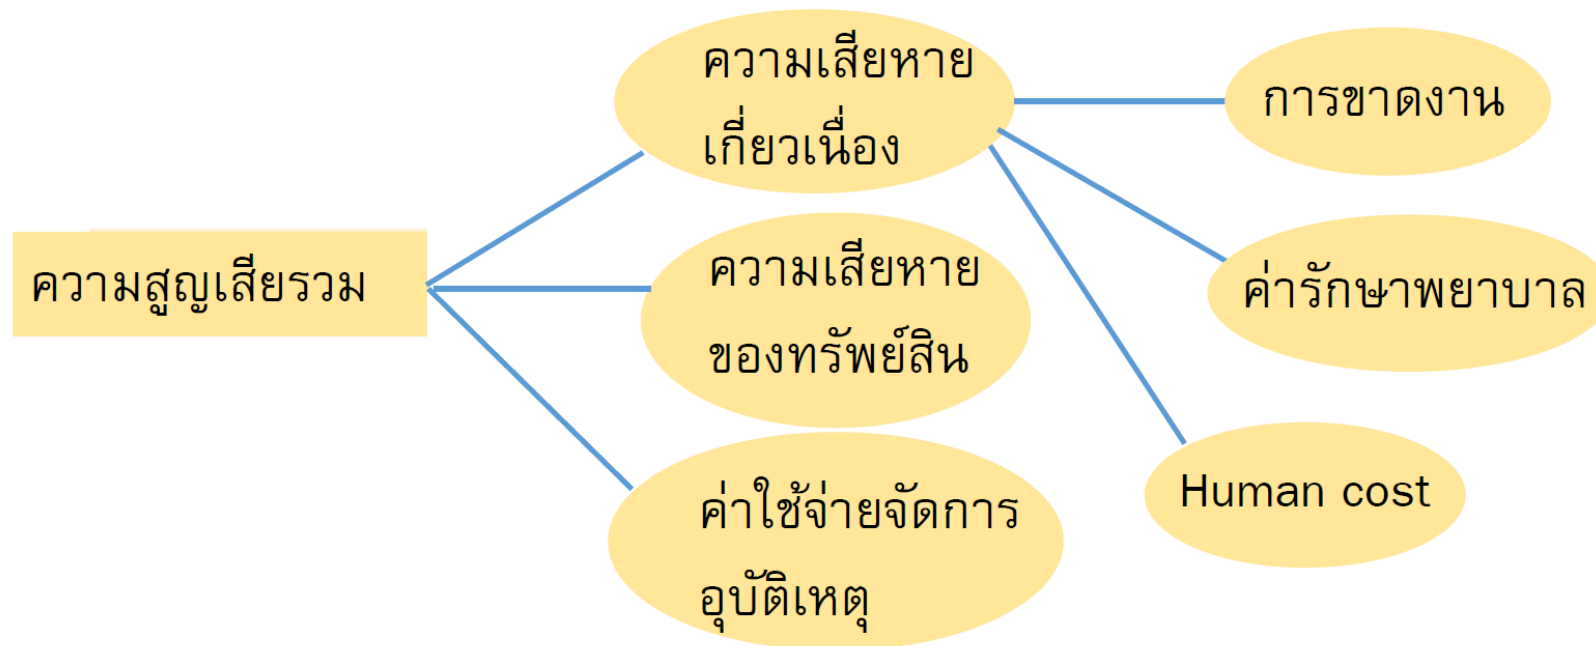 ความสูญเสียรวม
ความเสียหาย
เกี่ยวเนื่อง
ความเสียหาย
ของทรัพย์สิน
ค่าใช้จ่ายจัดการ
อุบัติเหตุ
การขาดงาน
ค่ารักษาพยาบาล
Human cost